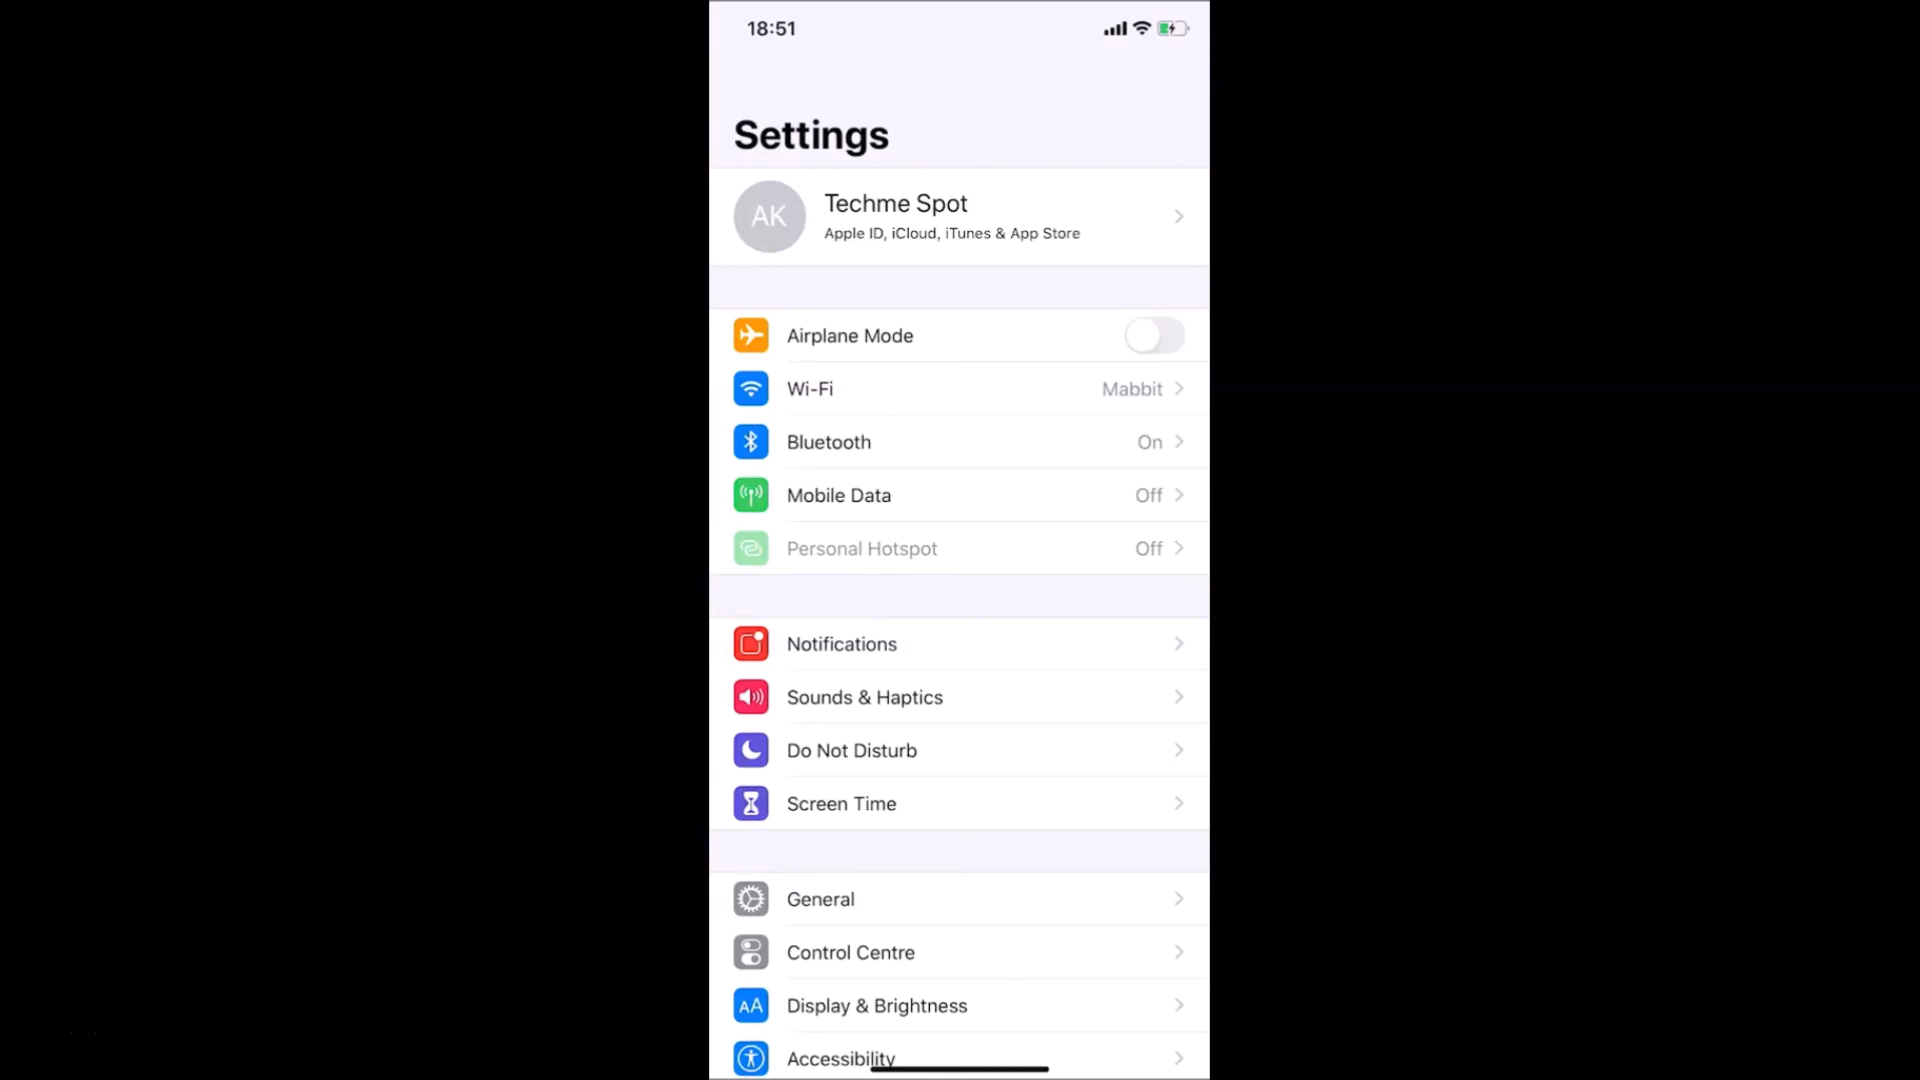 18:51
Settings
AK
Techme Spot
Apple ID, iCloud, iTunes & App Store
Airplane Mode
Wi-Fi Mabbit
Bluetooth On
Mobile Data Off
Personal Hotspot Off
Notifications
Sounds & Haptics
Do Not Disturb
Screen Time
General
Control Centre
AA Display & Brightness
Accessibility